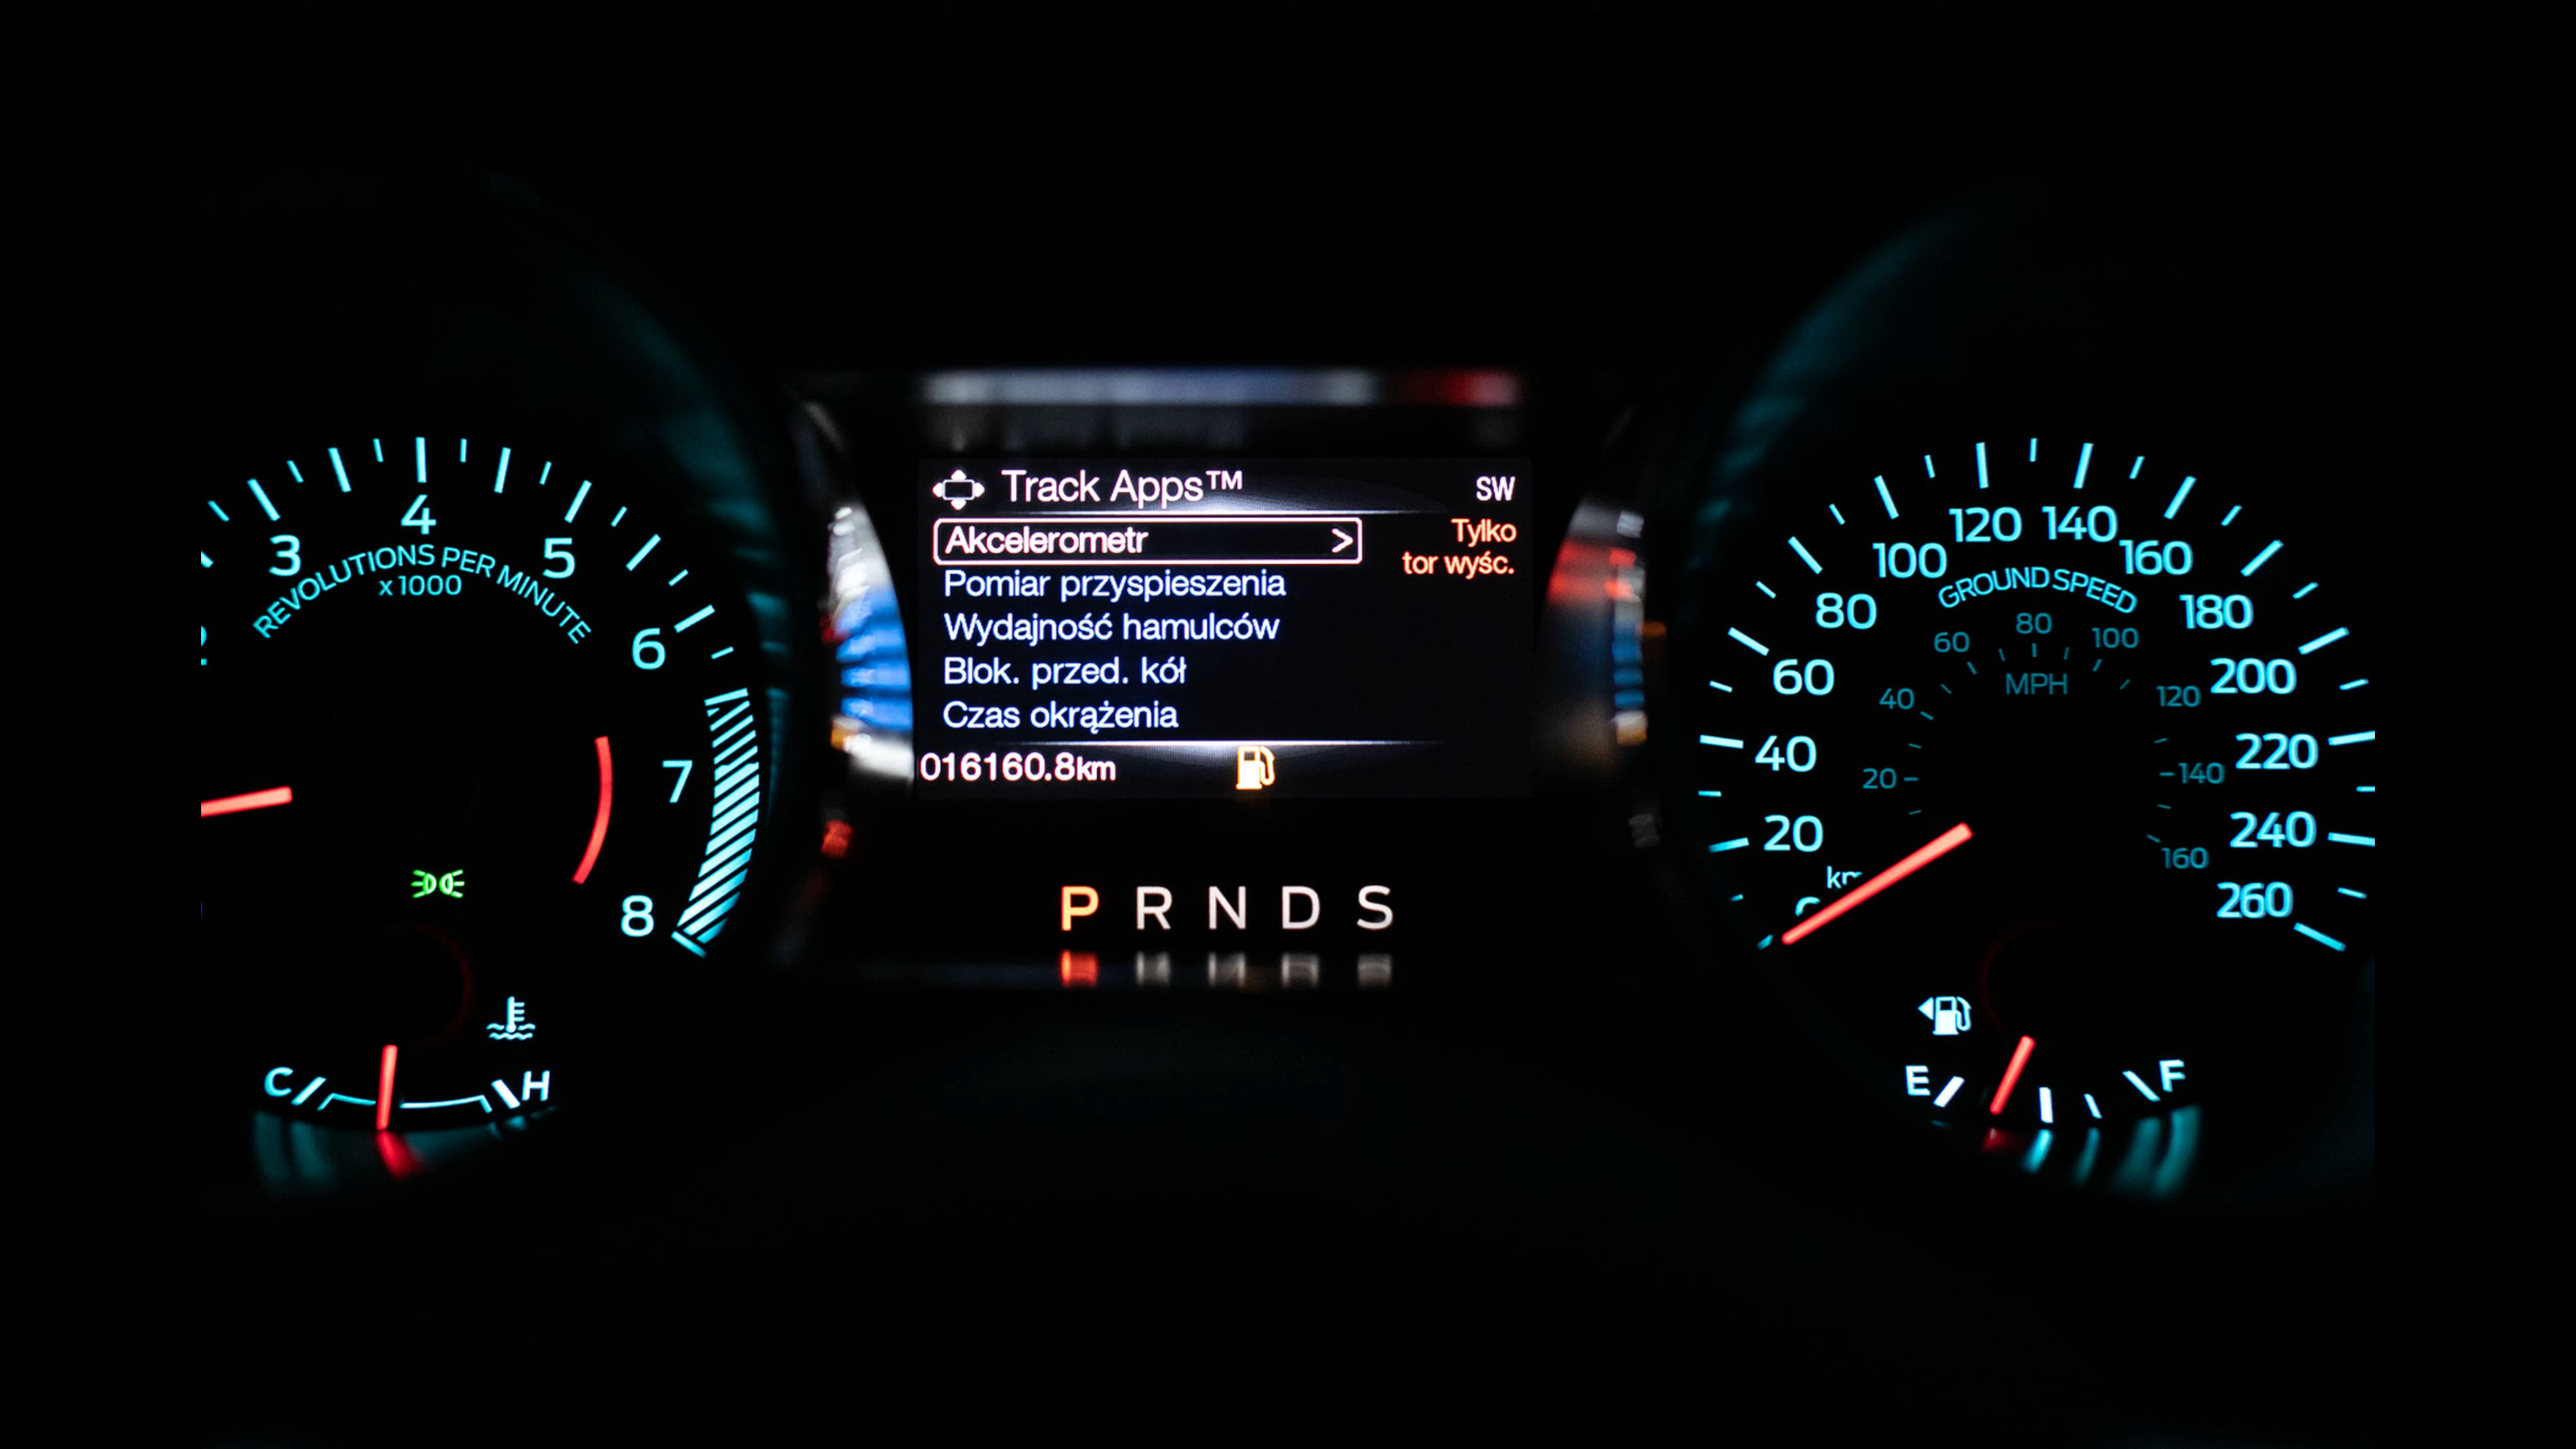 3
4
5
6
7
8
REVOLUTIONS PER MINUTE
x1000
C H
Track Apps™ SW
Akcelerometr >
Tylko
tor wyśc.
Pomiar przyspieszenia
Wydajność hamulców
Blok. przed. kół
Czas okrążenia
016160.8km
P R N D S
20
40
60
80
100
120
140
160
180
200
220
240
260
GROUND SPEED
MPH
20
40
60
80
100
120
140
160
E F